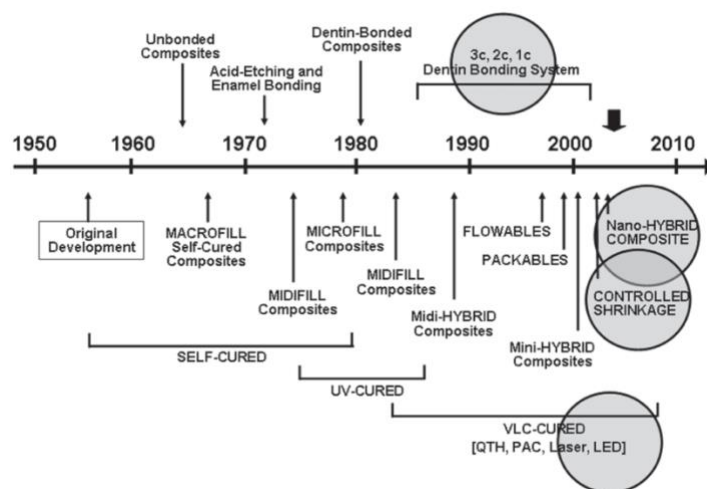 Dentin-Bonded
Composites
3c, 2c, 1c
Dentin Bonding System
Unbonded
Composites
Acid-Etching and
Enamel Bonding
1950 1960 1970 1980 1990 2000 2010
Original
Development
MACROFILL
Self-Cured
Composites
MICROFILL
Composites
FLOWABLES
Nano-HYBRID
COMPOSITE
PACKABLES
MIDIFILL
Composites
MIDIFILL
Composites
Midi-HYBRID
Composites
CONTROLLED
SHRINKAGE
Mini-HYBRID
Composites
SELF-CURED
UV-CURED
VLC-CURED
[QTH, PAC, Laser, LED]